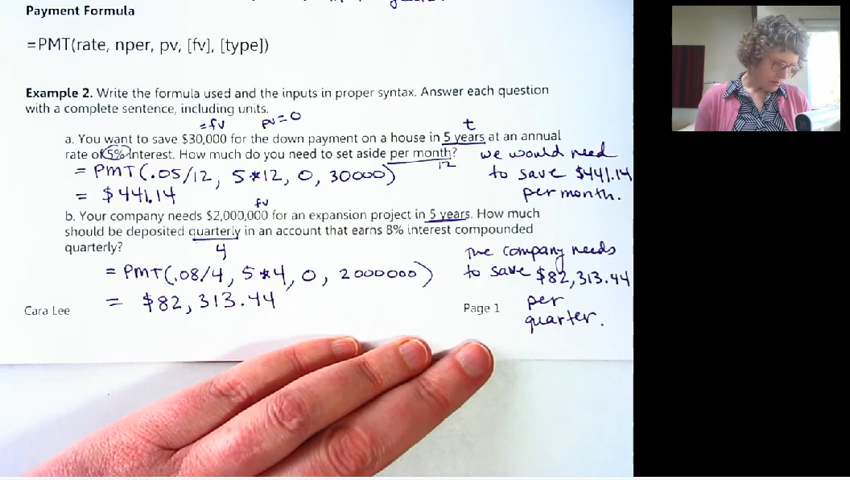 Payment Formula
=PMT(rate, nper, pv, [fv], [type])
Example 2. Write the formula used and the inputs in proper syntax. Answer each question
with a complete sentence, including units.
=fv pv=0 t
a. You want to save $30,000 for the down payment on a house in 5 years at an annual
rate of 5% interest. How much do you need to set aside per month?
12
we would need
to save $441.14
per month.
= PMT(.05/12, 5*12, 0, 30000)
= $441.14
fv
b. Your company needs $2,000,000 for an expansion project in 5 years. How much
should be deposited quarterly in an account that earns 8% interest compounded
quarterly?
4
= PMT(.08/4, 5*4, 0, 2000000)
= $82,313.44
The company needs
to save $82,313.44
per
quarter.
Cara Lee
Page 1